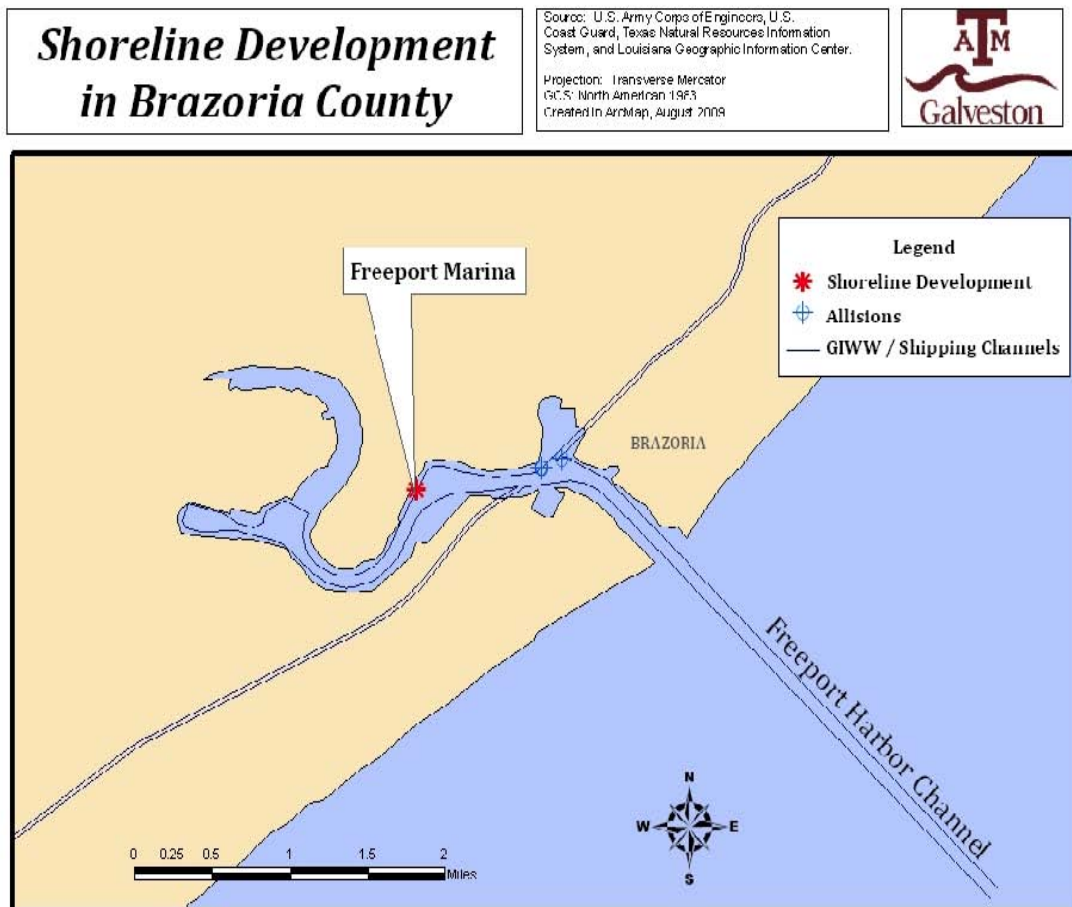 Shoreline Development
in Brazoria County
Source: U.S. Army Corps of Engineers, U.S.
Coast Guard, Texas Natural Resources Information
System, and Louisiana Geographic Information Center.
Projection: Transverse Mercator
GCS: North American 1983
Created in ArcMap, August 2009
ATM
Galveston
Freeport Marina
Legend
Shoreline Development
Allisions
GIWW / Shipping Channels
BRAZORIA
Freeport Harbor Channel
N
W E
S
0 0.25 0.5 1 1.5 2
Miles